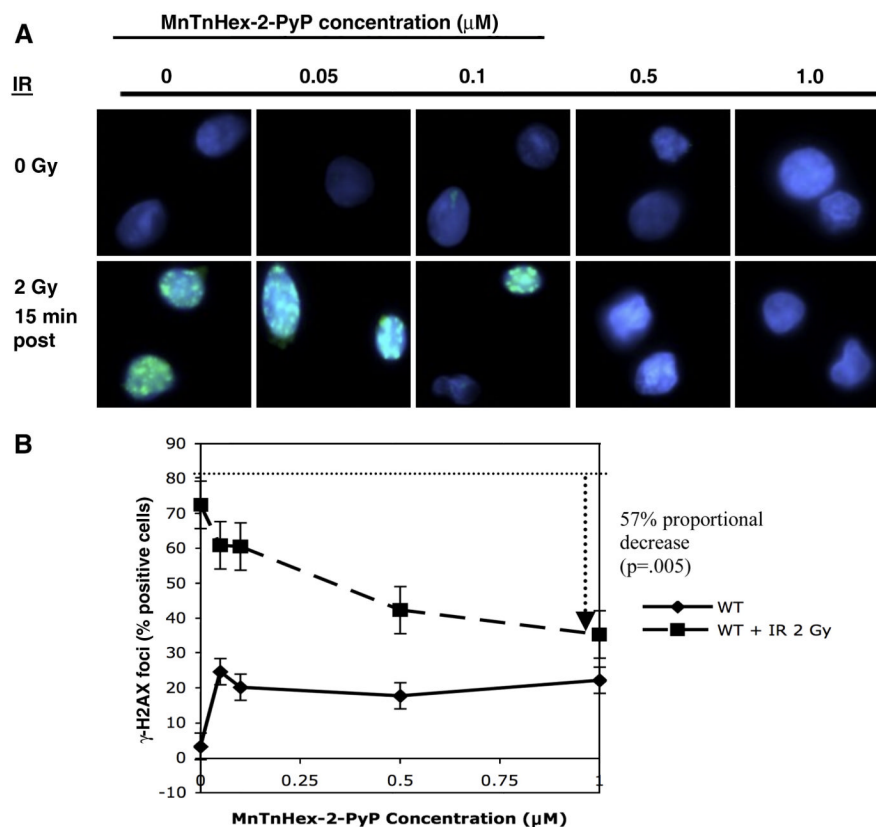 A
MnTnHex-2-PyP concentration (μM)
IR
0 0.05 0.1 0.5 1.0
0 Gy
2 Gy
15 min
post
B
γ-H2AX foci (% positive cells)
90
80
70
60
50
40
30
20
10
0
-10
0 0.25 0.5 0.75 1
MnTnHex-2-PyP Concentration (μM)
57% proportional
decrease
(p=.005)
WT
WT + IR 2 Gy